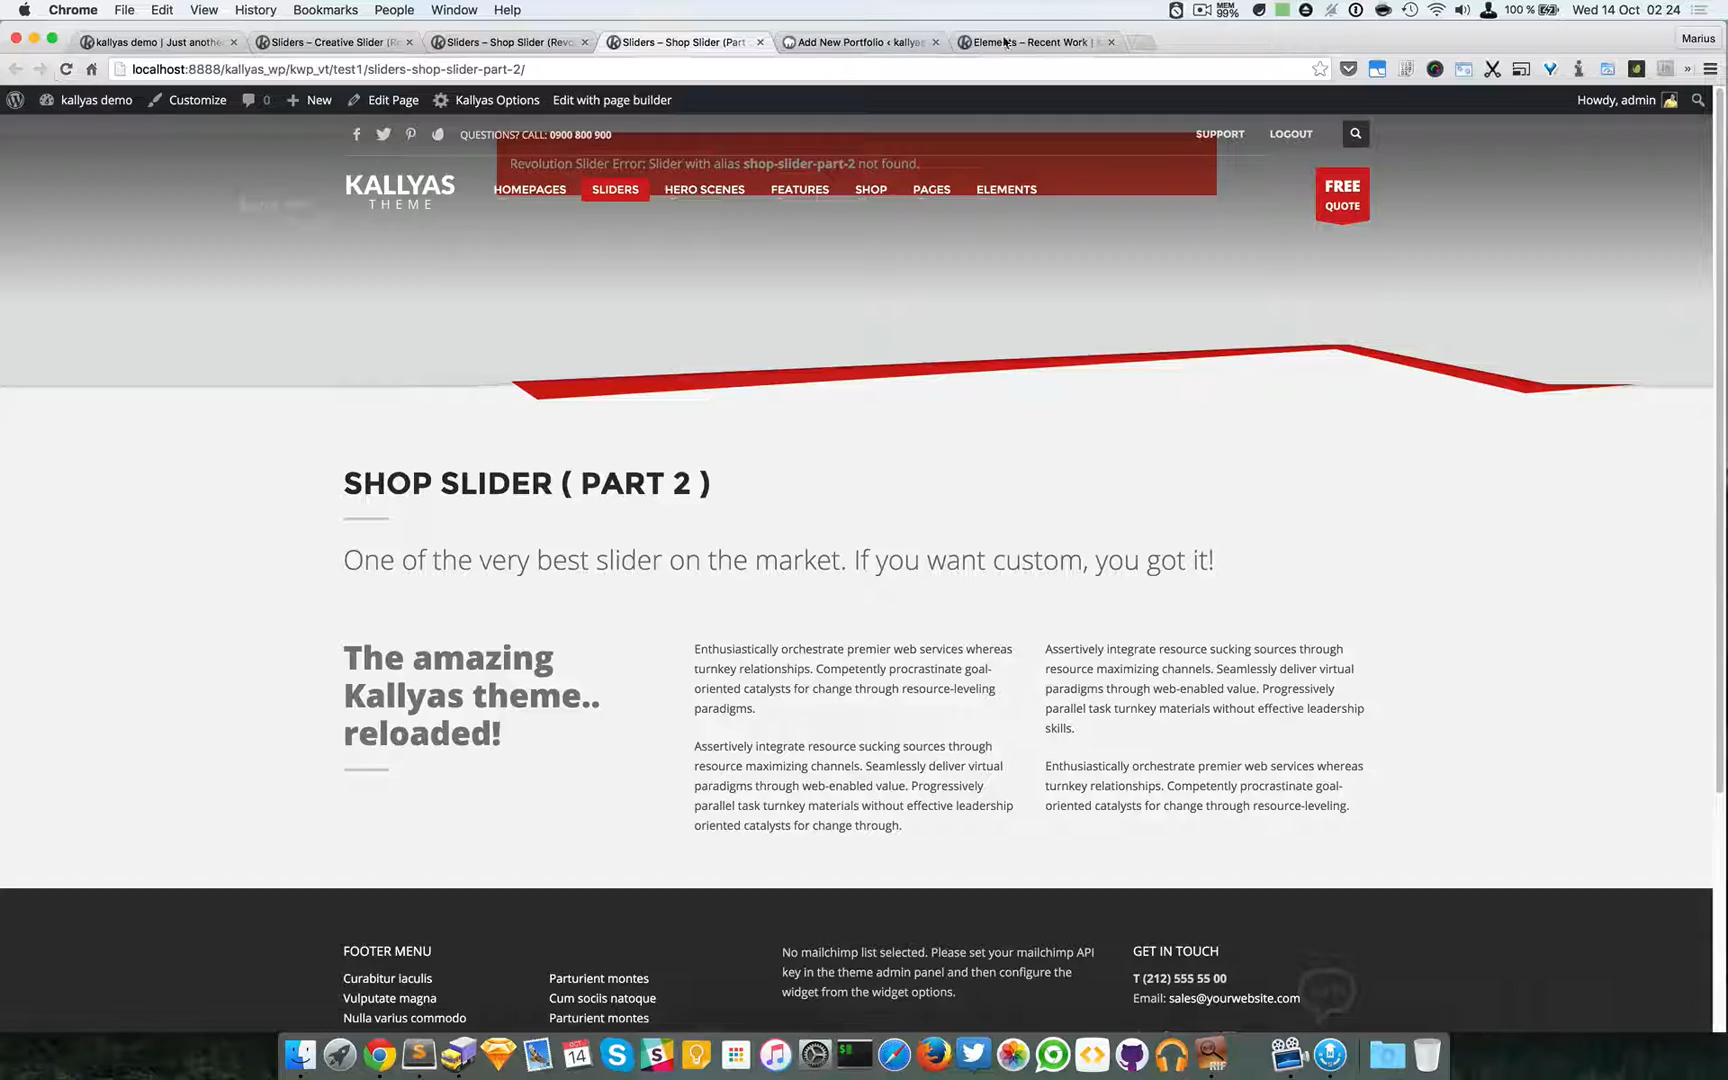 Chrome File Edit View History Bookmarks People Window Help MEM 99% 100 % Wed 14 Oct 02 24
kallyas demo | Just anothe Sliders – Creative Slider (Re Sliders – Shop Slider (Revo Sliders – Shop Slider (Part Add New Portfolio ‹ kallyas Elements – Recent Work | Marius
localhost:8888/kallyas_wp/kwp_vt/test1/sliders-shop-slider-part-2/
kallyas demo Customize 0 New Edit Page Kallyas Options Edit with page builder Howdy, admin
QUESTIONS? CALL: 0900 800 900 SUPPORT LOGOUT
Revolution Slider Error: Slider with alias shop-slider-part-2 not found.
KALLYAS
THEME
HOMEPAGES SLIDERS HERO SCENES FEATURES SHOP PAGES ELEMENTS
FREE
QUOTE
SHOP SLIDER ( PART 2 )
One of the very best slider on the market. If you want custom, you got it!
The amazing
Kallyas theme..
reloaded!
Enthusiastically orchestrate premier web services whereas
turnkey relationships. Competently procrastinate goal-
oriented catalysts for change through resource-leveling
paradigms.
Assertively integrate resource sucking sources through
resource maximizing channels. Seamlessly deliver virtual
paradigms through web-enabled value. Progressively
parallel task turnkey materials without effective leadership
oriented catalysts for change through.
Assertively integrate resource sucking sources through
resource maximizing channels. Seamlessly deliver virtual
paradigms through web-enabled value. Progressively
parallel task turnkey materials without effective leadership
skills.
Enthusiastically orchestrate premier web services whereas
turnkey relationships. Competently procrastinate goal-
oriented catalysts for change through resource-leveling.
FOOTER MENU
Curabitur iaculis
Vulputate magna
Nulla varius commodo
Parturient montes
Cum sociis natoque
Parturient montes
No mailchimp list selected. Please set your mailchimp API
key in the theme admin panel and then configure the
widget from the widget options.
GET IN TOUCH
T (212) 555 55 00
Email: sales@yourwebsite.com